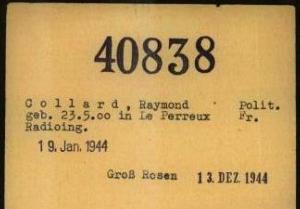 40838
Collard, Raymond Polit.
geb. 23.5.00 in Le Perreux Fr.
Radioing.
19. Jan. 1944
Groß Rosen 13. DEZ. 1944